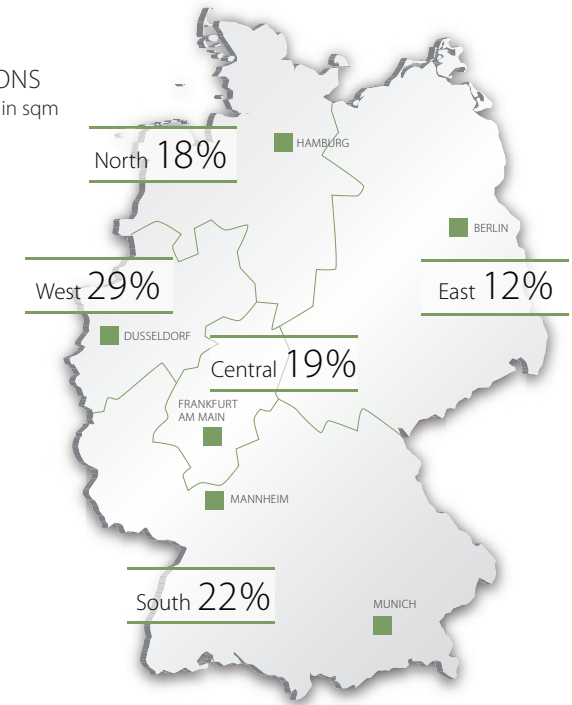 in sqm
HAMBURG
North 18%
BERLIN
West 29%
East 12%
DUSSELDORF
Central 19%
FRANKFURT
AM MAIN
MANNHEIM
South 22%
MUNICH